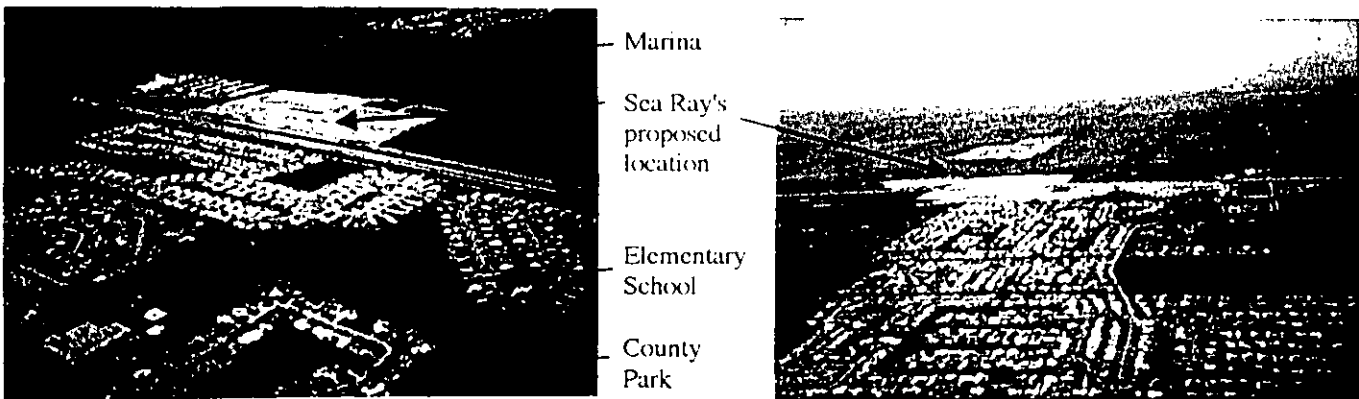 Marina
Sea Ray's
proposed
location
Elementary
School
County
Park